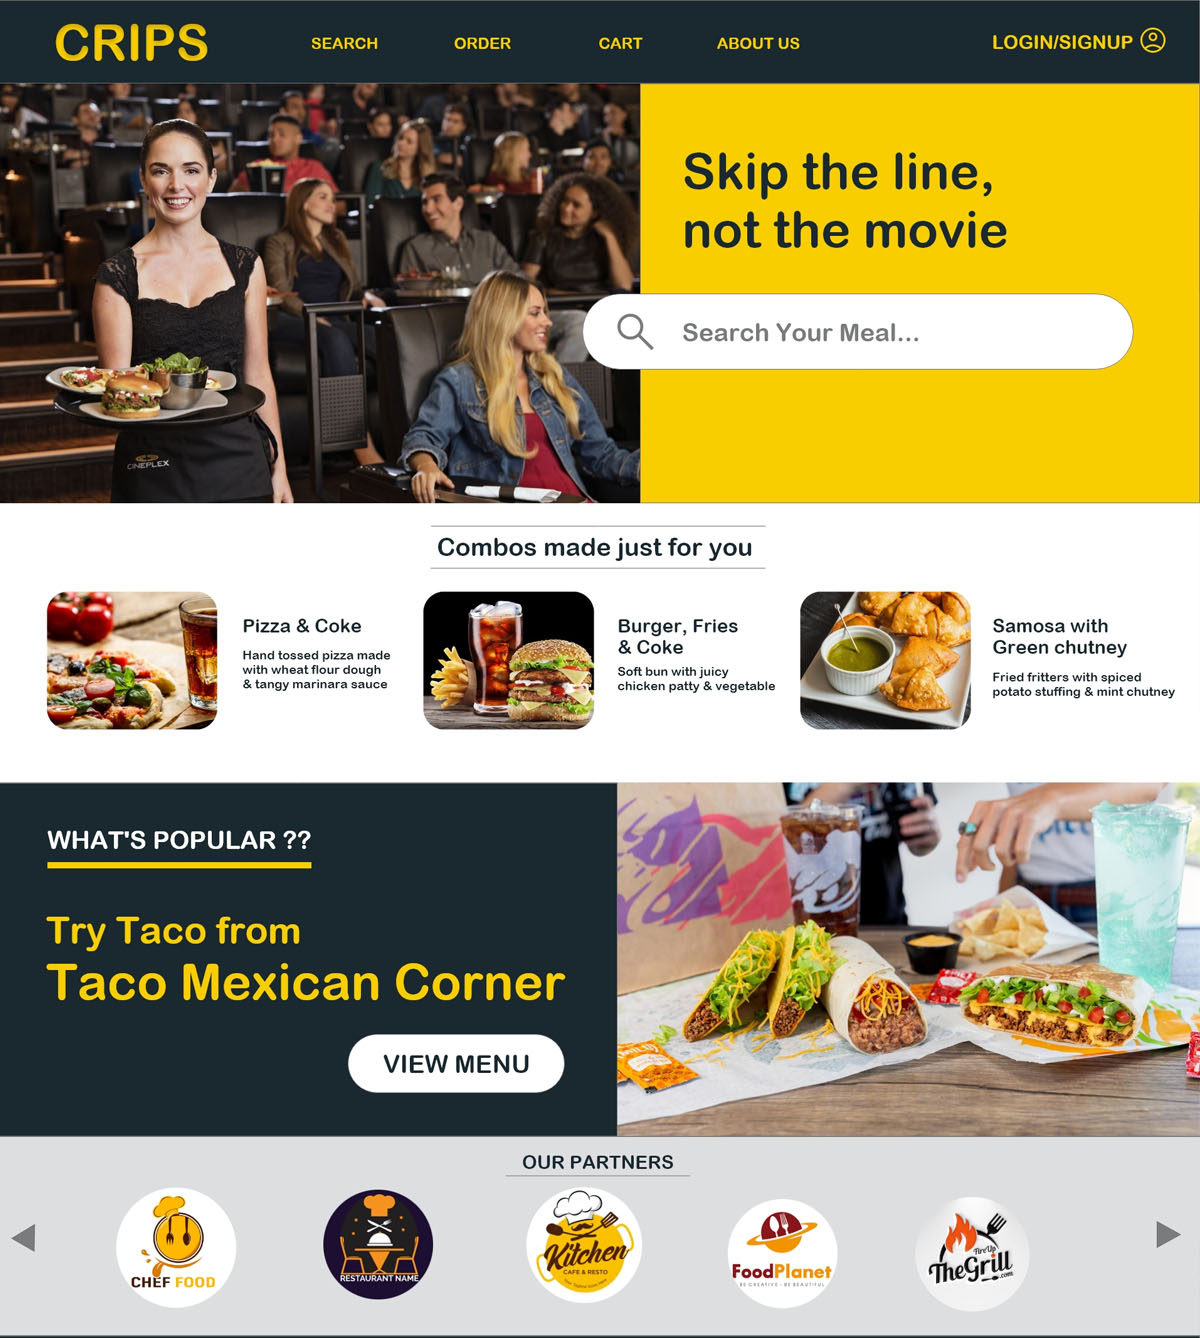 CRIPS
SEARCH
ORDER
CART
ABOUT US
LOGIN/SIGNUP
Skip the line,
not the movie
Search Your Meal...
CINEPLEX
Combos made just for you
Pizza & Coke
Hand tossed pizza made
with wheat flour dough
& tangy marinara sauce
Burger, Fries
& Coke
Soft bun with juicy
chicken patty & vegetable
Samosa with
Green chutney
Fried fritters with spiced
potato stuffing & mint chutney
WHAT'S POPULAR ??
Try Taco from
Taco Mexican Corner
VIEW MENU
OUR PARTNERS
CHEF FOOD
RESTAURANT NAME
Kitchen
CAFE & RESTO
FoodPlanet
BE CREATIVE - BE BEAUTIFUL
FireUp
TheGrill
.com